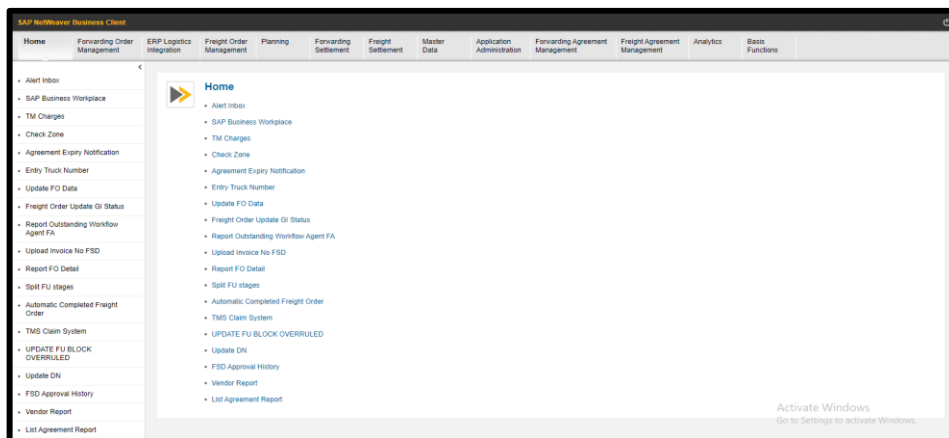 SAP NetWeaver Business Client
Home
Forwarding Order
Management
ERP Logistics
Integration
Freight Order
Management
Planning
Forwarding
Settlement
Freight
Settlement
Master
Data
Application
Administration
Forwarding Agreement
Management
Freight Agreement
Management
Analytics
Basis
Functions
Alert Inbox
SAP Business Workplace
TM Charges
Check Zone
Agreement Expiry Notification
Entry Truck Number
Update FO Data
Freight Order Update GI Status
Report Outstanding Workflow
Agent FA
Upload Invoice No FSD
Report FO Detail
Split FU stages
Automatic Completed Freight
Order
TMS Claim System
UPDATE FU BLOCK
OVERRULED
Update DN
FSD Approval History
Vendor Report
List Agreement Report
Home
Alert Inbox
SAP Business Workplace
TM Charges
Check Zone
Agreement Expiry Notification
Entry Truck Number
Update FO Data
Freight Order Update GI Status
Report Outstanding Workflow Agent FA
Upload Invoice No FSD
Report FO Detail
Split FU stages
Automatic Completed Freight Order
TMS Claim System
UPDATE FU BLOCK OVERRULED
Update DN
FSD Approval History
Vendor Report
List Agreement Report
Activate Windows
Go to Settings to activate Windows.